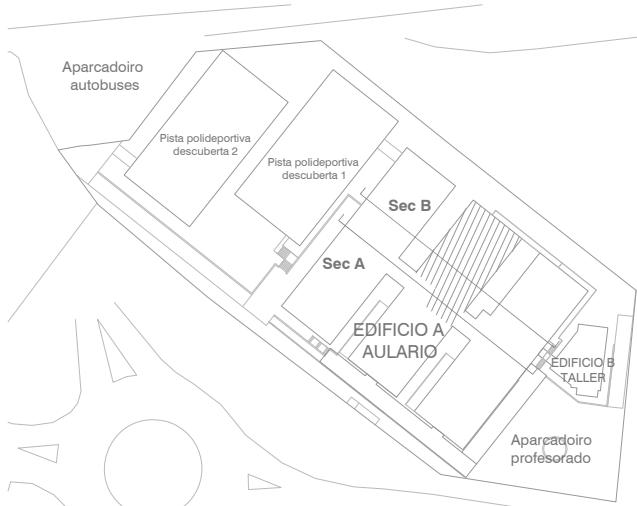 Aparcadoiro
autobuses
Pista polideportiva
descuberta 2
Pista polideportiva
descuberta 1
Sec B
Sec A
EDIFICIO A
AULARIO
EDIFICIO B
TALLER
Aparcadoiro
profesorado